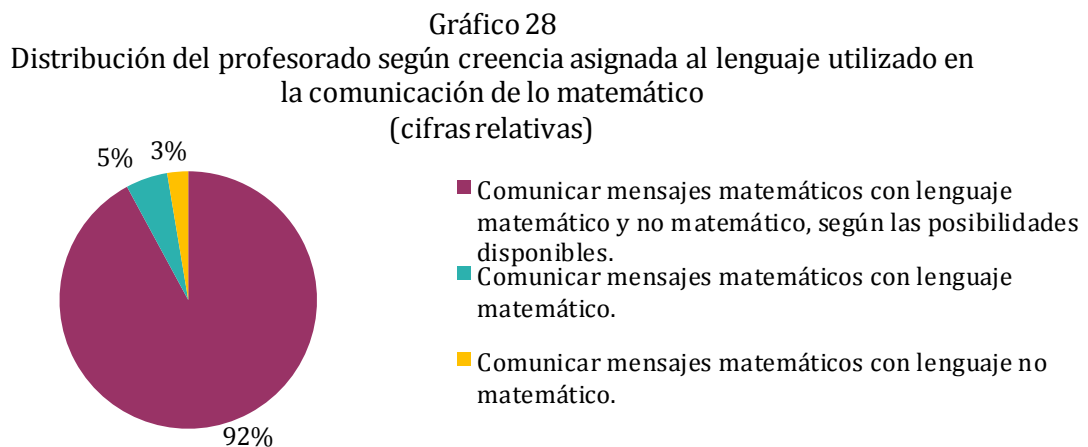 Gráfico 28
Distribución del profesorado según creencia asignada al lenguaje utilizado en
la comunicación de lo matemático
(cifras relativas)
5%
3%
92%
Comunicar mensajes matemáticos con lenguaje
matemático y no matemático, según las posibilidades
disponibles.
Comunicar mensajes matemáticos con lenguaje
matemático.
Comunicar mensajes matemáticos con lenguaje no
matemático.